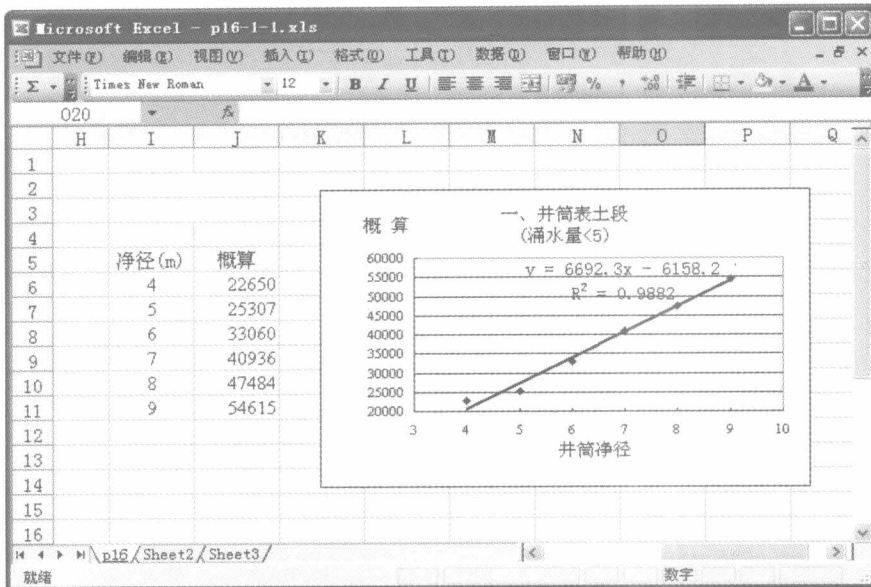 Microsoft Excel - p16-1-1.xls
文件(F) 编辑(E) 视图(V) 插入(I) 格式(O) 工具(T) 数据(D) 窗口(W) 帮助(H)
Σ Times New Roman 12 B I U % , A
O20 fx
H I J K L M N O P Q
1
2
3
4
5 净径(m) 概算
6 4 22650
7 5 25307
8 6 33060
9 7 40936
10 8 47484
11 9 54615
12
13
14
15
16
概 算
一、井筒表土段
(涌水量<5)
y = 6692.3x - 6158.2
R² = 0.9882
60000
55000
50000
45000
40000
35000
30000
25000
20000
3 4 5 6 7 8 9 10
井筒净径
p16 Sheet2 Sheet3
就绪 数字